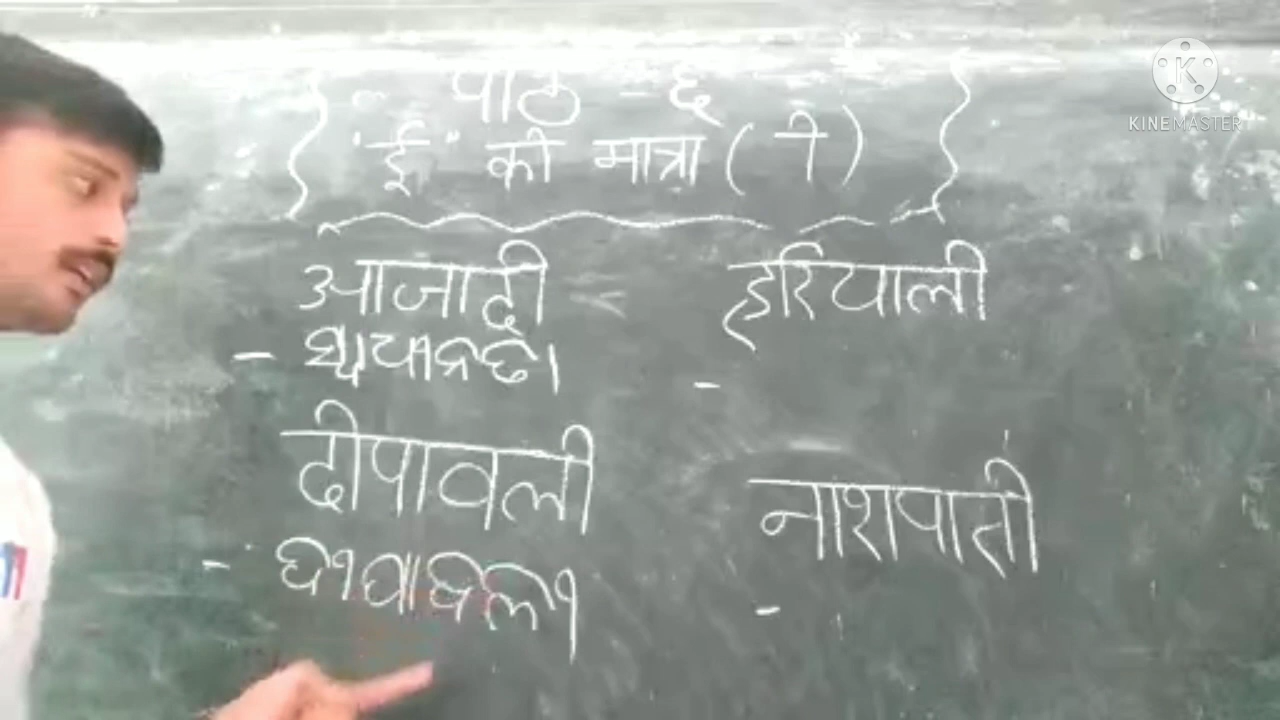 KINEMASTER
पाठ - ६
"ई" की मात्रा ( ी )
आजादी
हरियाली
-
-
दीपावली
नाशपाती
-
-